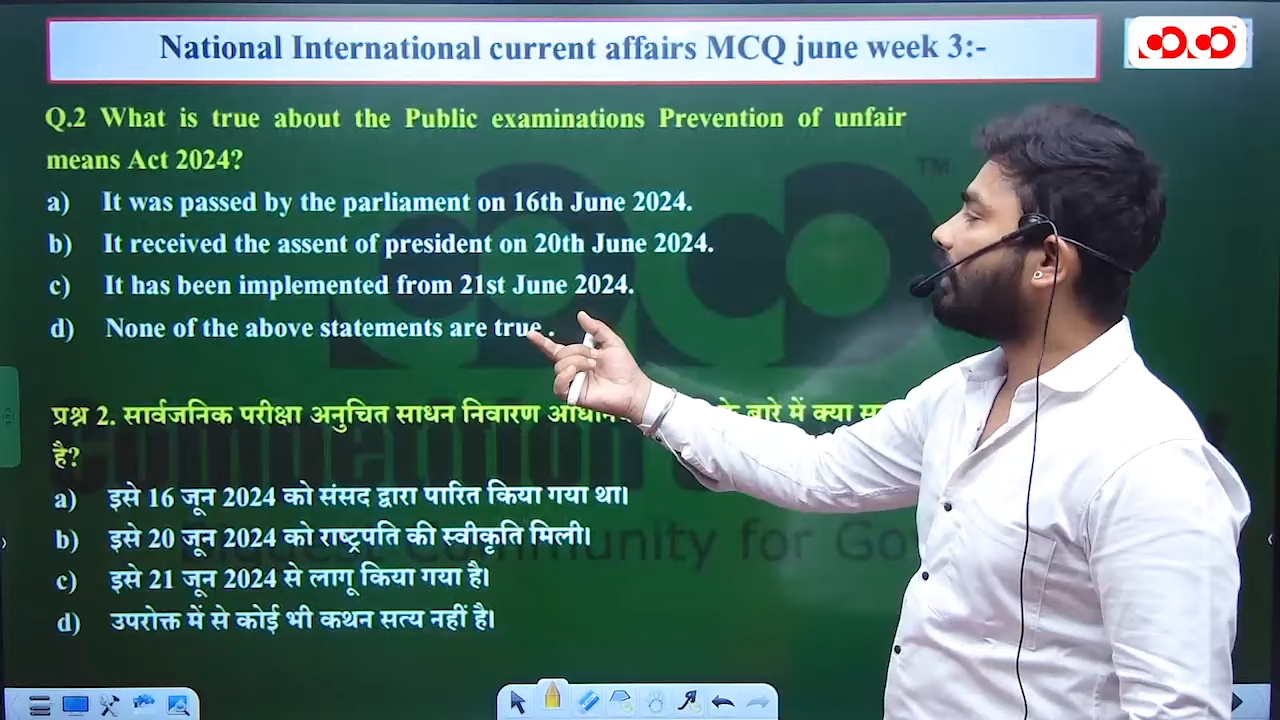 National International current affairs MCQ june week 3:-
Q.2 What is true about the Public examinations Prevention of unfair
means Act 2024?
a) It was passed by the parliament on 16th June 2024.
b) It received the assent of president on 20th June 2024.
c) It has been implemented from 21st June 2024.
d) None of the above statements are true .
प्रश्न 2. सार्वजनिक परीक्षा अनुचित साधन निवारण के बारे में क्या
है?
a) इसे 16 जून 2024 को संसद द्वारा पारित किया गया था।
b) इसे 20 जून 2024 को राष्ट्रपति की स्वीकृति मिली।
c) इसे 21 जून 2024 से लागू किया गया है।
d) उपरोक्त में से कोई भी कथन सत्य नहीं है।